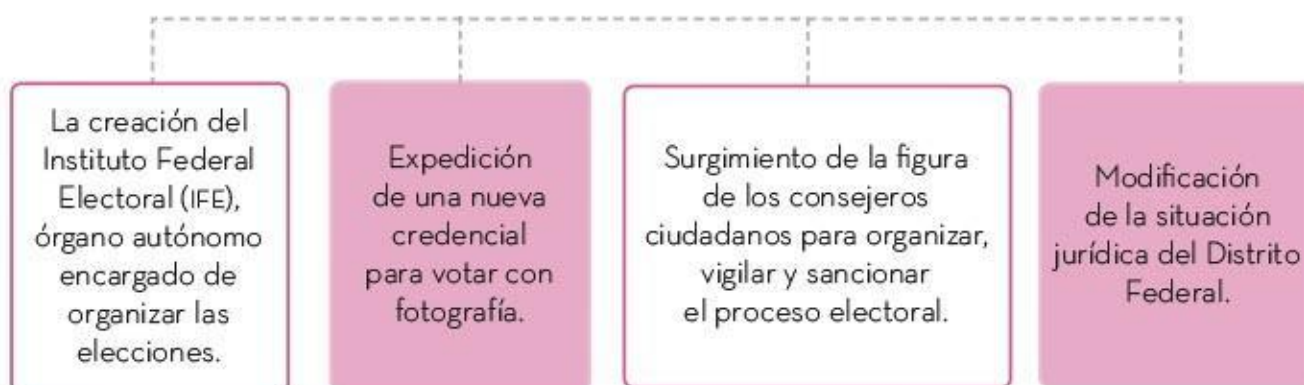 La creación del
Instituto Federal
Electoral (IFE),
órgano autónomo
encargado de
organizar las
elecciones.
Expedición
de una nueva
credencial
para votar con
fotografía.
Surgimiento de la figura
de los consejeros
ciudadanos para organizar,
vigilar y sancionar
el proceso electoral.
Modificación
de la situación
jurídica del Distrito
Federal.